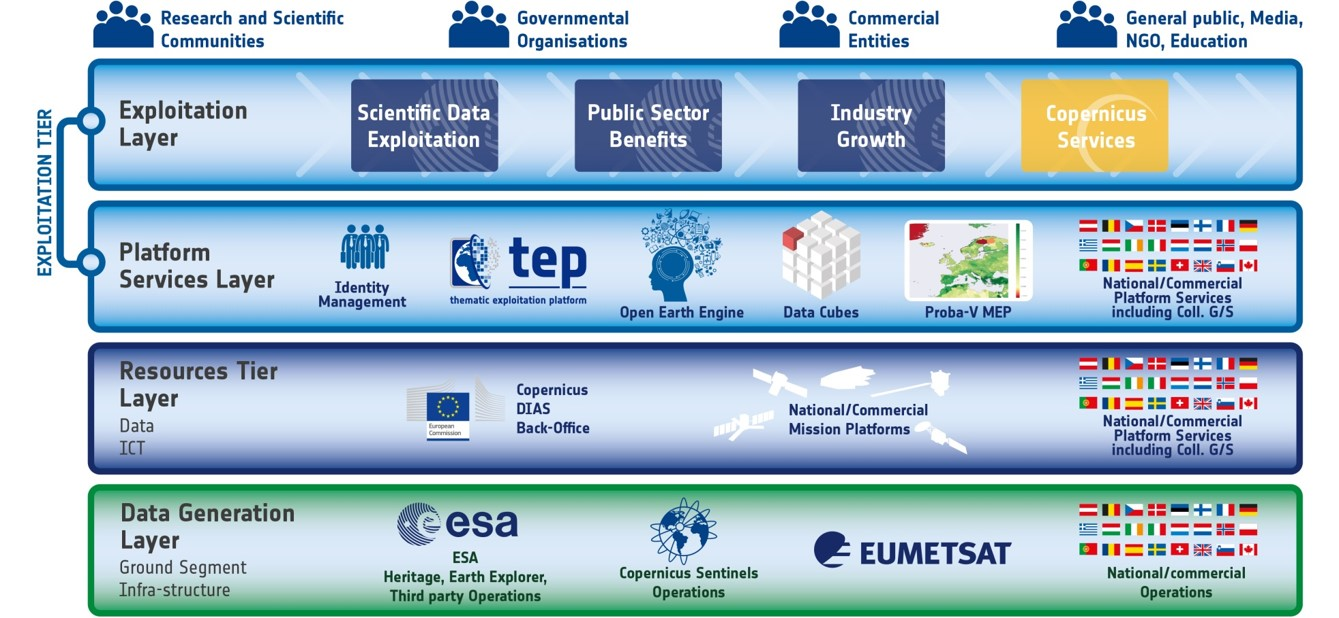 Research and Scientific
Communities
Governmental
Organisations
Commercial
Entities
General public, Media,
NGO, Education
EXPLOITATION TIER
Exploitation
Layer
Scientific Data
Exploitation
Public Sector
Benefits
Industry
Growth
Copernicus
Services
Platform
Services Layer
Identity
Management
tep
thematic exploitation platform
Open Earth Engine
Data Cubes
Proba-V MEP
National/Commercial
Platform Services
including Coll. G/S
Resources Tier
Layer
Data
ICT
European
Commission
Copernicus
DIAS
Back-Office
National/Commercial
Mission Platforms
National/Commercial
Platform Services
including Coll. G/S
Data Generation
Layer
Ground Segment
Infra-structure
esa
ESA
Heritage, Earth Explorer,
Third party Operations
Copernicus Sentinels
Operations
EUMETSAT
National/commercial
Operations